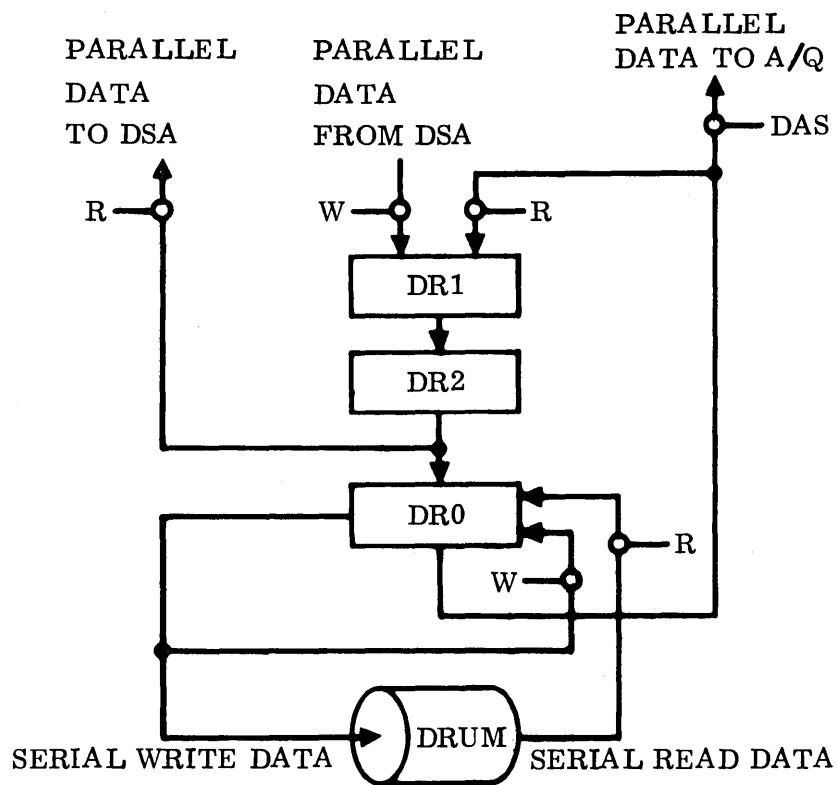 PARALLEL
DATA
TO DSA
PARALLEL
DATA
FROM DSA
PARALLEL
DATA TO A/Q
DAS
R
W
R
DR1
DR2
DR0
R
W
DRUM
SERIAL WRITE DATA
SERIAL READ DATA